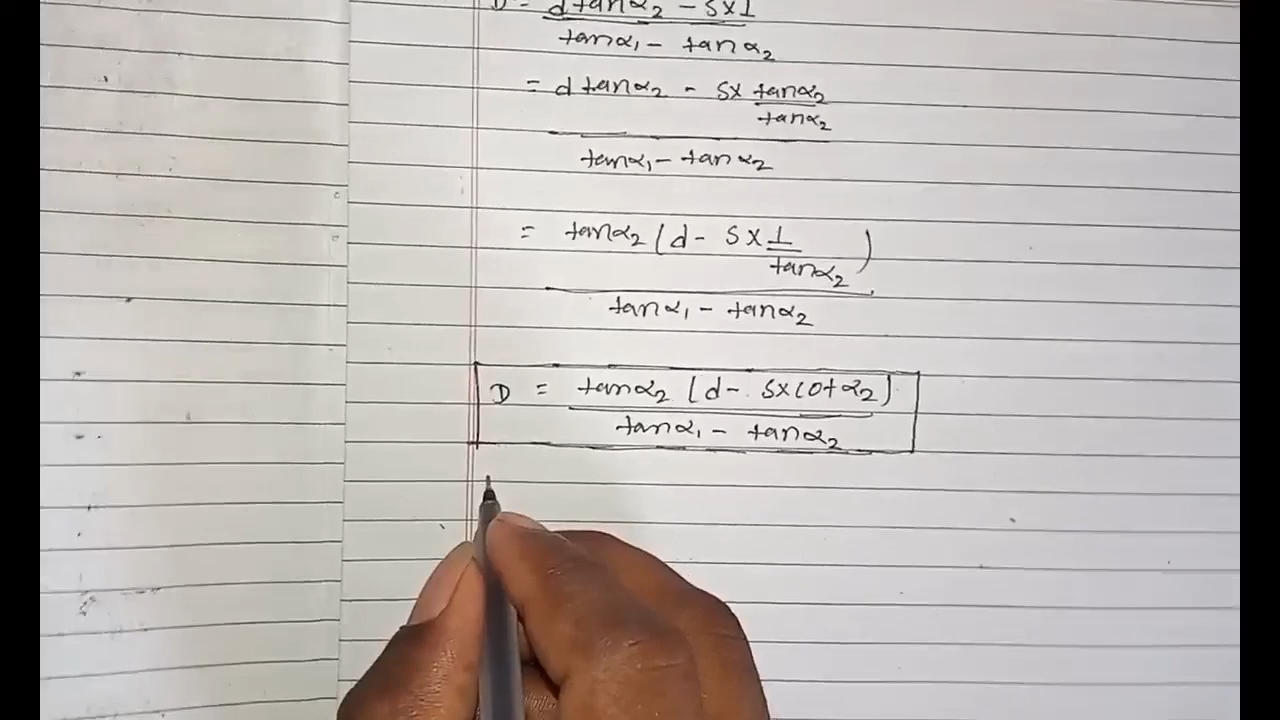 D = d tanα₂ - S×1
tanα₁ - tanα₂
= d tanα₂ - S× tanα₂
tanα₂
tanα₁ - tanα₂
= tanα₂ (d - S×1
tanα₂ )
tanα₁ - tanα₂
D = tanα₂ (d - S×cotα₂)
tanα₁ - tanα₂